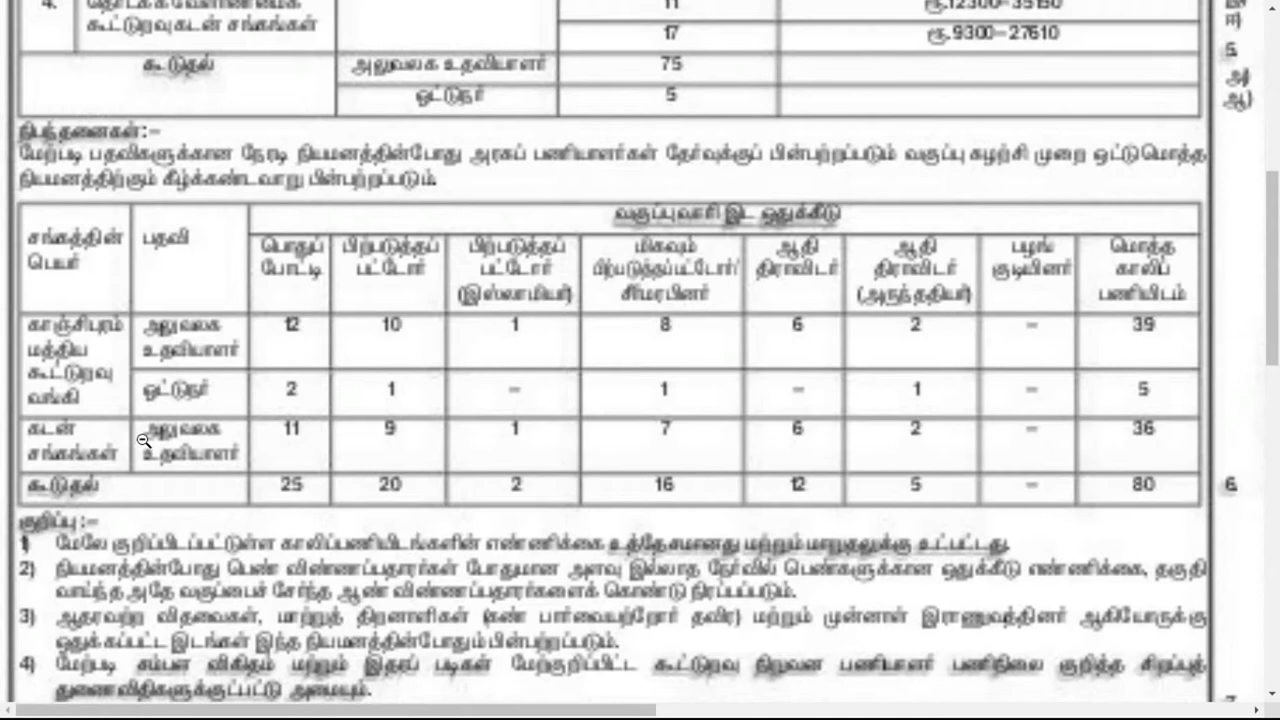 4. தொடக்க வேளாண்மைக் 11 ரூ.12300–35150
கூட்டுறவு கடன் சங்கங்கள்
17 ரூ.9300–27610
கூடுதல் அலுவலக உதவியாளர் 75
ஓட்டுநர் 5
5.
அ)
ஆ)
நிபந்தனைகள்:–
மேற்படி பதவிகளுக்கான நேரடி நியமனத்தின்போது அரசுப் பணியாளர்கள் தேர்வுக்குப் பின்பற்றப்படும் வகுப்பு சுழற்சி முறை ஒட்டுமொத்த
நியமனத்திற்கும் கீழ்க்கண்டவாறு பின்பற்றப்படும்.
வகுப்புவாரி இட ஒதுக்கீடு
சங்கத்தின் பெயர் பதவி பொதுப் போட்டி பிற்படுத்தப் பட்டோர் பிற்படுத்தப் பட்டோர் (இஸ்லாமியர்) மிகவும் பிற்படுத்தப்பட்டோர்/ சீர்மரபினர் ஆதி திராவிடர் ஆதி திராவிடர் (அருந்ததியர்) பழங் குடியினர் மொத்த காலிப் பணியிடம்
காஞ்சிபுரம் மத்திய கூட்டுறவு வங்கி அலுவலக உதவியாளர் 12 10 1 8 6 2 – 39
ஓட்டுநர் 2 1 – 1 – 1 – 5
கடன் சங்கங்கள் அலுவலக உதவியாளர் 11 9 1 7 6 2 – 36
கூடுதல் 25 20 2 16 12 5 – 80
6.
குறிப்பு:–
1) மேலே குறிப்பிடப்பட்டுள்ள காலிப்பணியிடங்களின் எண்ணிக்கை உத்தேசமானது மற்றும் மாறுதலுக்கு உட்பட்டது.
2) நியமனத்தின்போது பெண் விண்ணப்பதாரர்கள் போதுமான அளவு இல்லாத நேர்வில் பெண்களுக்கான ஒதுக்கீடு எண்ணிக்கை, தகுதி
வாய்ந்த அதே வகுப்பைச் சேர்ந்த ஆண் விண்ணப்பதாரர்களைக் கொண்டு நிரப்பப்படும்.
3) ஆதரவற்ற விதவைகள், மாற்றுத் திறனாளிகள் (கண் பார்வையற்றோர் தவிர) மற்றும் முன்னாள் இராணுவத்தினர் ஆகியோருக்கு
ஒதுக்கப்பட்ட இடங்கள் இந்த நியமனத்தின்போதும் பின்பற்றப்படும்.
4) மேற்படி சம்பள விகிதம் மற்றும் இதரப் படிகள் மேற்குறிப்பிட்ட கூட்டுறவு நிறுவன பணியாளர் பணிநிலை குறித்த சிறப்புத்
துணைவிதிகளுக்குட்பட்டு அமையும்.